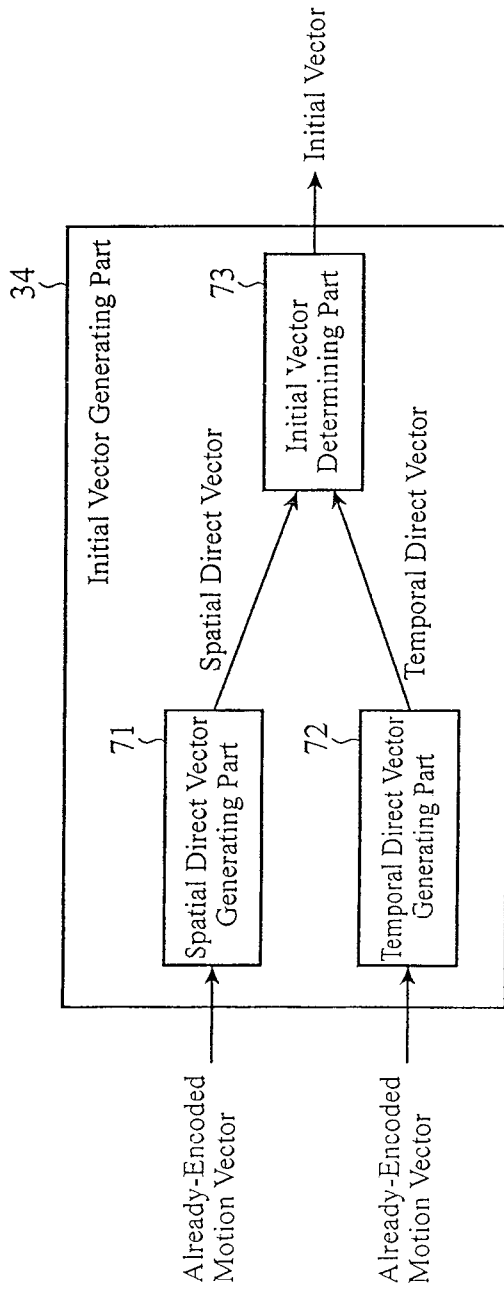 34
Initial Vector Generating Part
Already-Encoded
Motion Vector
71
Spatial Direct Vector
Generating Part
Spatial Direct Vector
73
Initial Vector
Determining Part
Initial Vector
Already-Encoded
Motion Vector
72
Temporal Direct Vector
Generating Part
Temporal Direct Vector